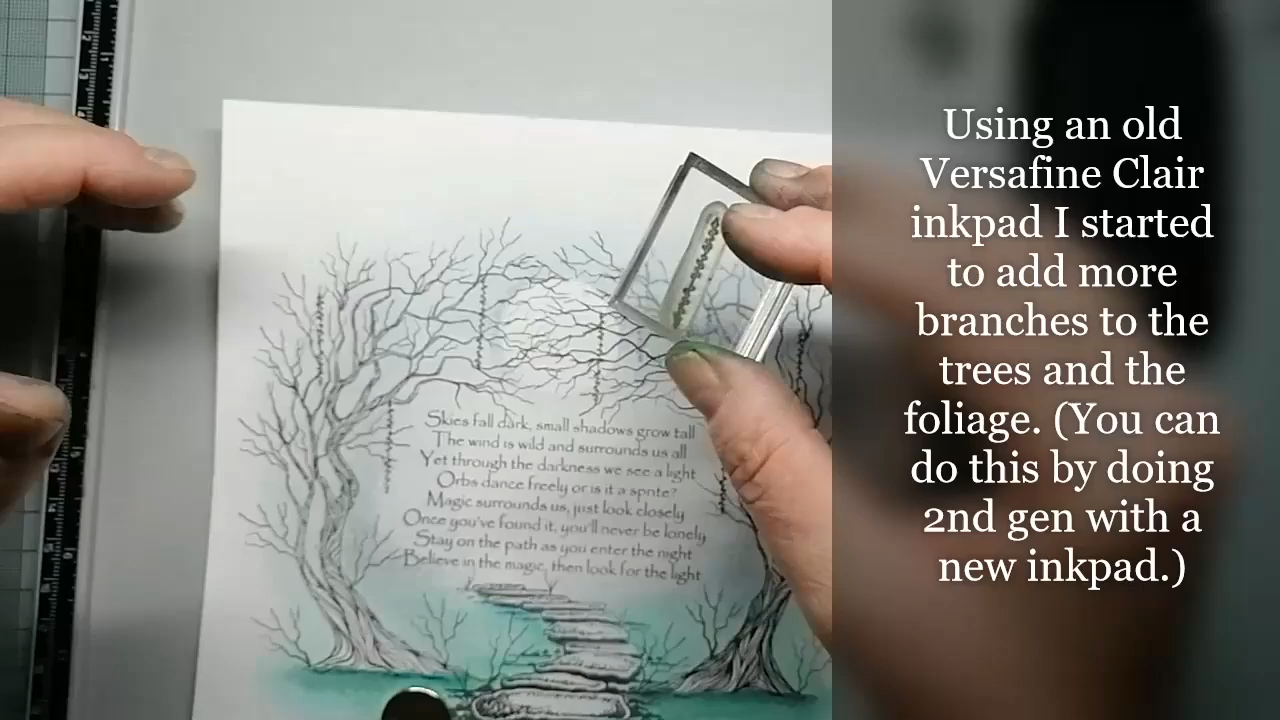 Skies fall dark, small shadows grow tall
The wind is wild and surrounds us all
Yet through the darkness we see a light
Orbs dance freely or is it a sprite?
Magic surrounds us, just look closely
Once you've found it, you'll never be lonely
Stay on the path as you enter the night
Believe in the magic, then look for the light
Using an old
Versafine Clair
inkpad I started
to add more
branches to the
trees and the
foliage. (You can
do this by doing
2nd gen with a
new inkpad.)